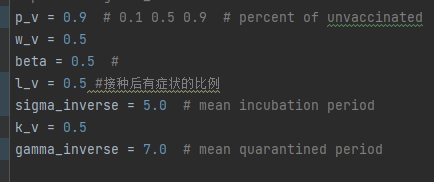 p_v = 0.9  # 0.1 0.5 0.9  # percent of unvaccinated
w_v = 0.5
beta = 0.5  #
l_v = 0.5 #接种后有症状的比例
sigma_inverse = 5.0  # mean incubation period
k_v = 0.5
gamma_inverse = 7.0  # mean quarantined period